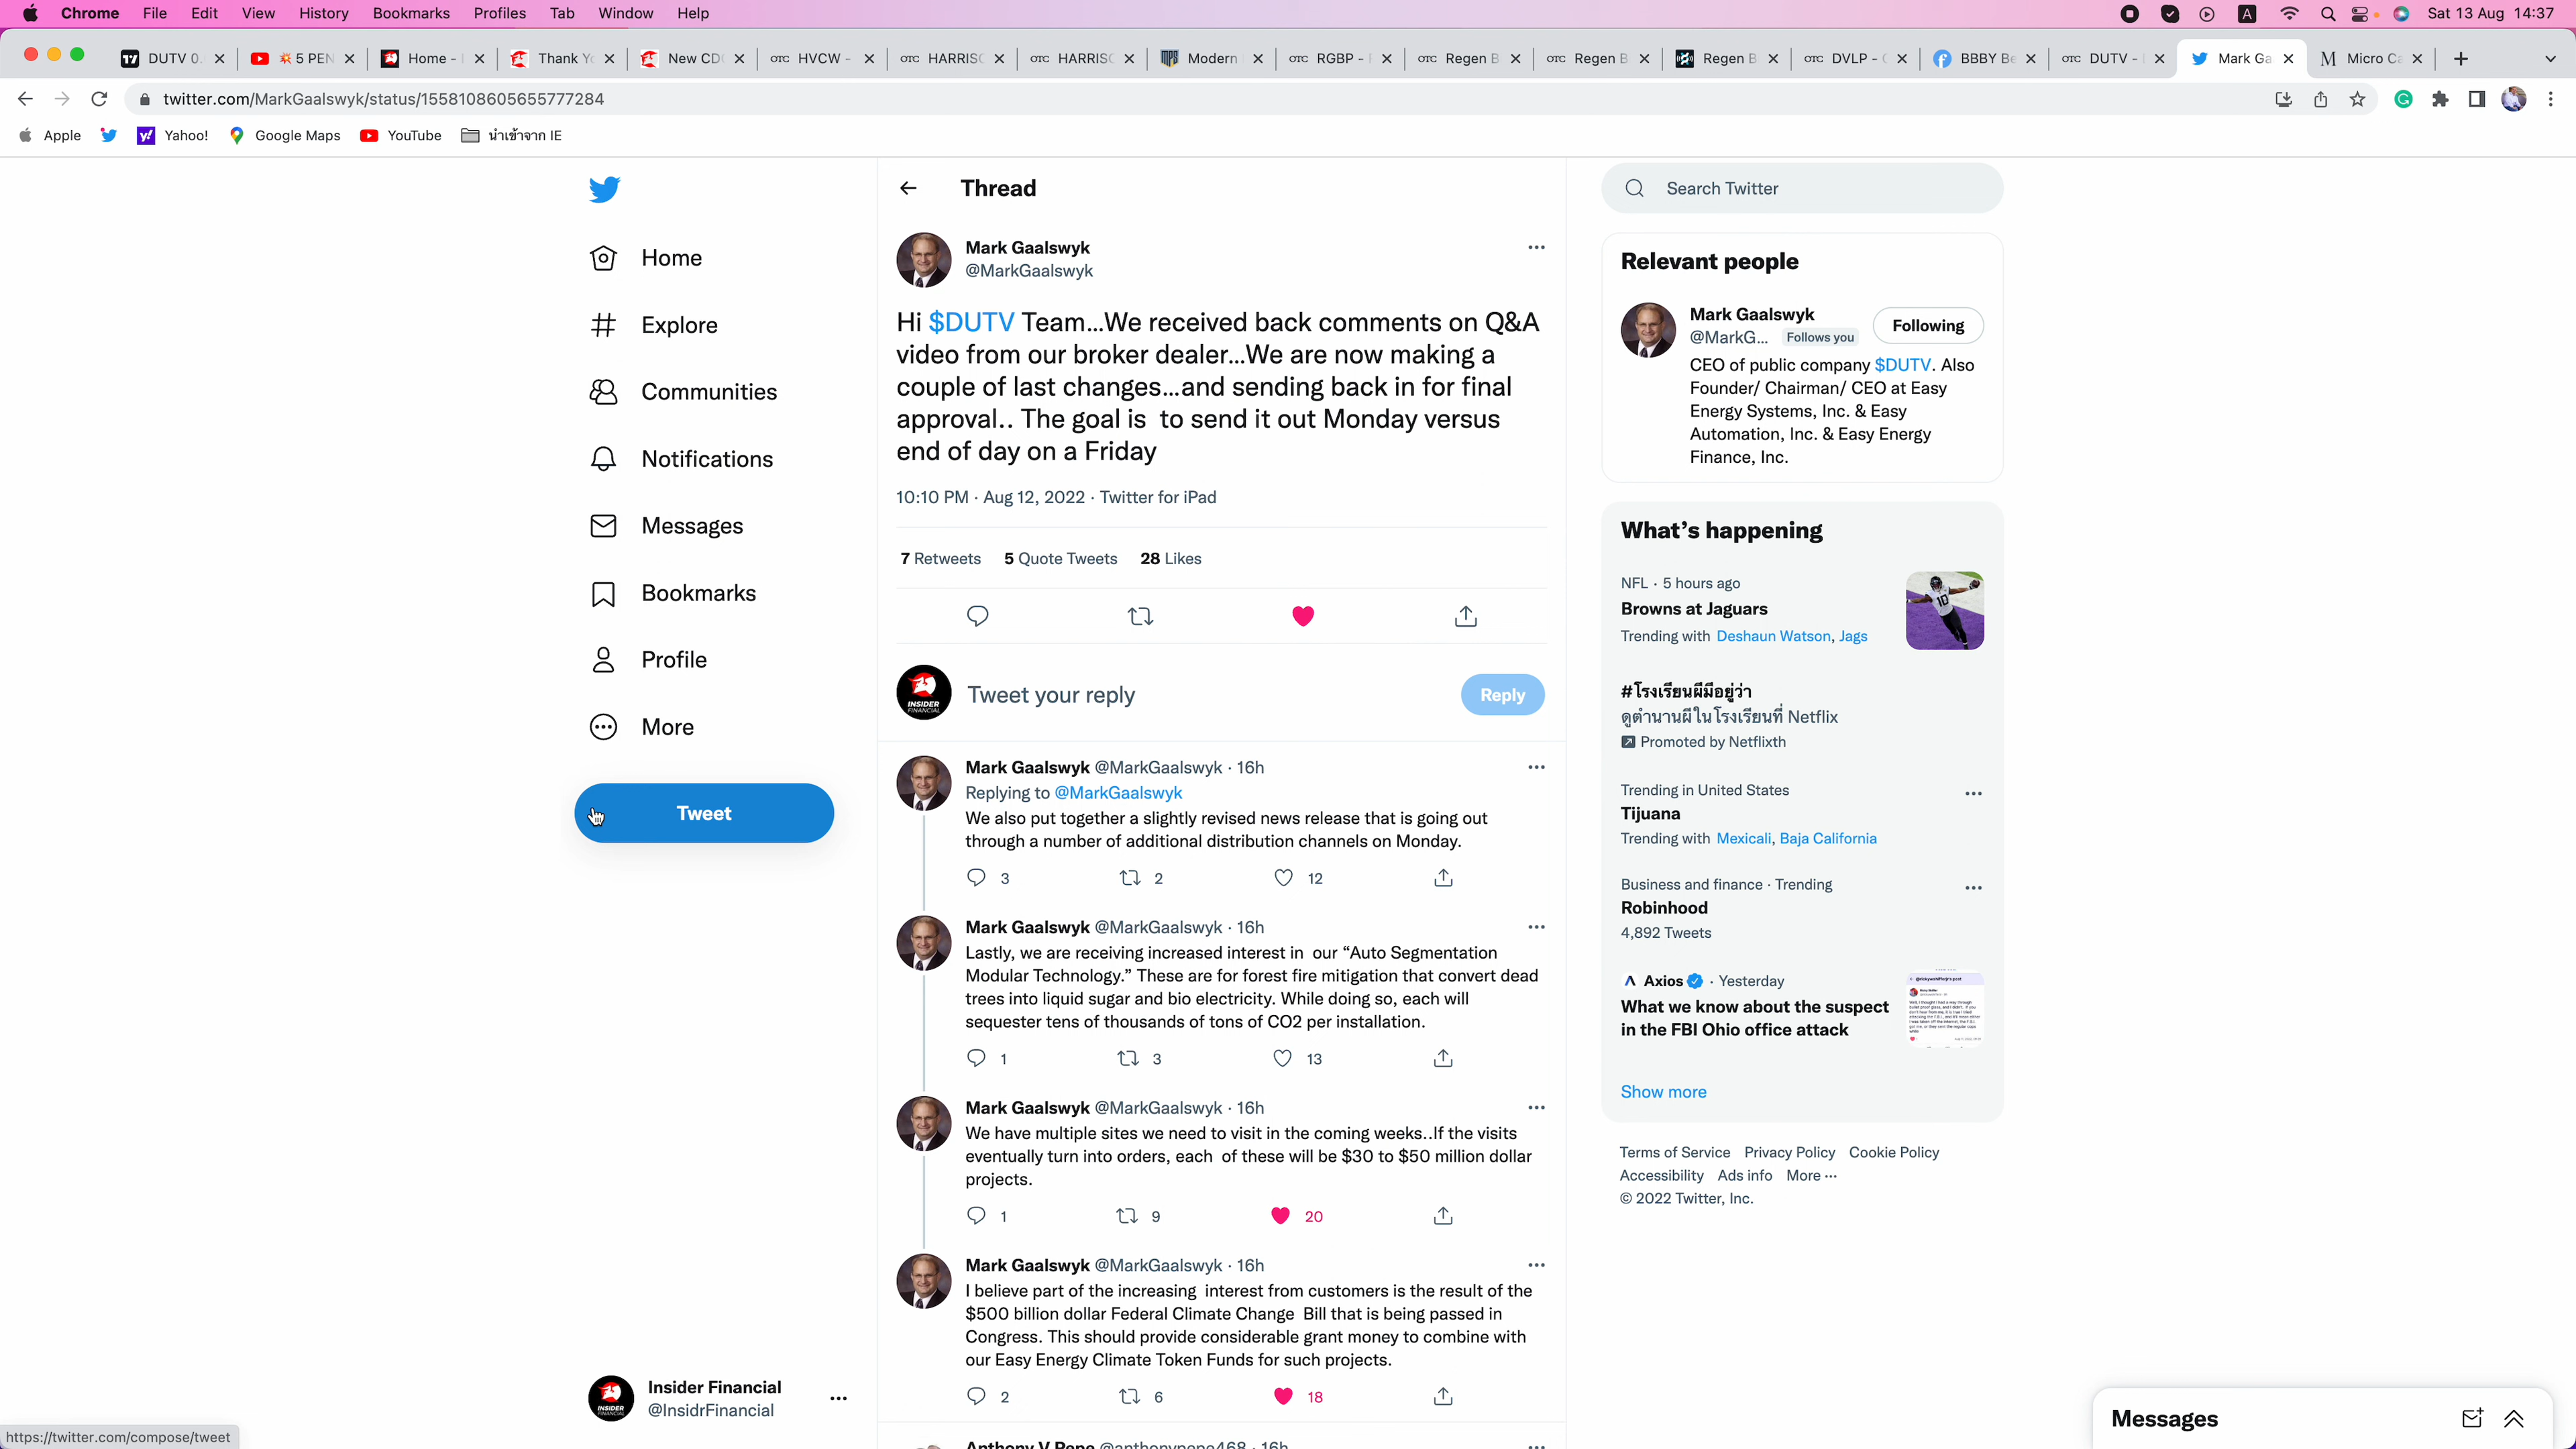 Chrome File Edit View History Bookmarks Profiles Tab Window Help
A Sat 13 Aug 14:37
DUTV 0. 5 PEN Home - Thank Yo New CDC OTC HVCW - OTC HARRISC OTC HARRISC Modern OTC RGBP - OTC Regen B OTC Regen B Regen B OTC DVLP - BBBY Be OTC DUTV - Mark Ga M Micro Ca
twitter.com/MarkGaalswyk/status/1558108605655777284
Apple Yahoo! Google Maps YouTube นำเข้าจาก IE
Home
Explore
Communities
Notifications
Messages
Bookmarks
Profile
More
Tweet
Insider Financial
@InsidrFinancial
https://twitter.com/compose/tweet
Thread
Mark Gaalswyk
@MarkGaalswyk
Hi $DUTV Team...We received back comments on Q&A
video from our broker dealer...We are now making a
couple of last changes...and sending back in for final
approval.. The goal is to send it out Monday versus
end of day on a Friday
10:10 PM · Aug 12, 2022 · Twitter for iPad
7 Retweets 5 Quote Tweets 28 Likes
INSIDER
FINANCIAL
Tweet your reply
Reply
Mark Gaalswyk @MarkGaalswyk · 16h
Replying to @MarkGaalswyk
We also put together a slightly revised news release that is going out
through a number of additional distribution channels on Monday.
3 2 12
Mark Gaalswyk @MarkGaalswyk · 16h
Lastly, we are receiving increased interest in our “Auto Segmentation
Modular Technology.” These are for forest fire mitigation that convert dead
trees into liquid sugar and bio electricity. While doing so, each will
sequester tens of thousands of tons of CO2 per installation.
1 3 13
Mark Gaalswyk @MarkGaalswyk · 16h
We have multiple sites we need to visit in the coming weeks..If the visits
eventually turn into orders, each of these will be $30 to $50 million dollar
projects.
1 9 20
Mark Gaalswyk @MarkGaalswyk · 16h
I believe part of the increasing interest from customers is the result of the
$500 billion dollar Federal Climate Change Bill that is being passed in
Congress. This should provide considerable grant money to combine with
our Easy Energy Climate Token Funds for such projects.
2 6 18
Anthony V Pepe @anthonypepe468 · 16h
Search Twitter
Relevant people
Mark Gaalswyk
@MarkG... Follows you
Following
CEO of public company $DUTV. Also
Founder/ Chairman/ CEO at Easy
Energy Systems, Inc. & Easy
Automation, Inc. & Easy Energy
Finance, Inc.
What’s happening
NFL · 5 hours ago
Browns at Jaguars
Trending with Deshaun Watson, Jags
#โรงเรียนผีมีอยู่ว่า
ดูตำนานผีในโรงเรียนที่ Netflix
Promoted by Netflixth
Trending in United States
Tijuana
Trending with Mexicali, Baja California
Business and finance · Trending
Robinhood
4,892 Tweets
Axios · Yesterday
What we know about the suspect
in the FBI Ohio office attack
Show more
Terms of Service Privacy Policy Cookie Policy
Accessibility Ads info More ···
© 2022 Twitter, Inc.
Messages